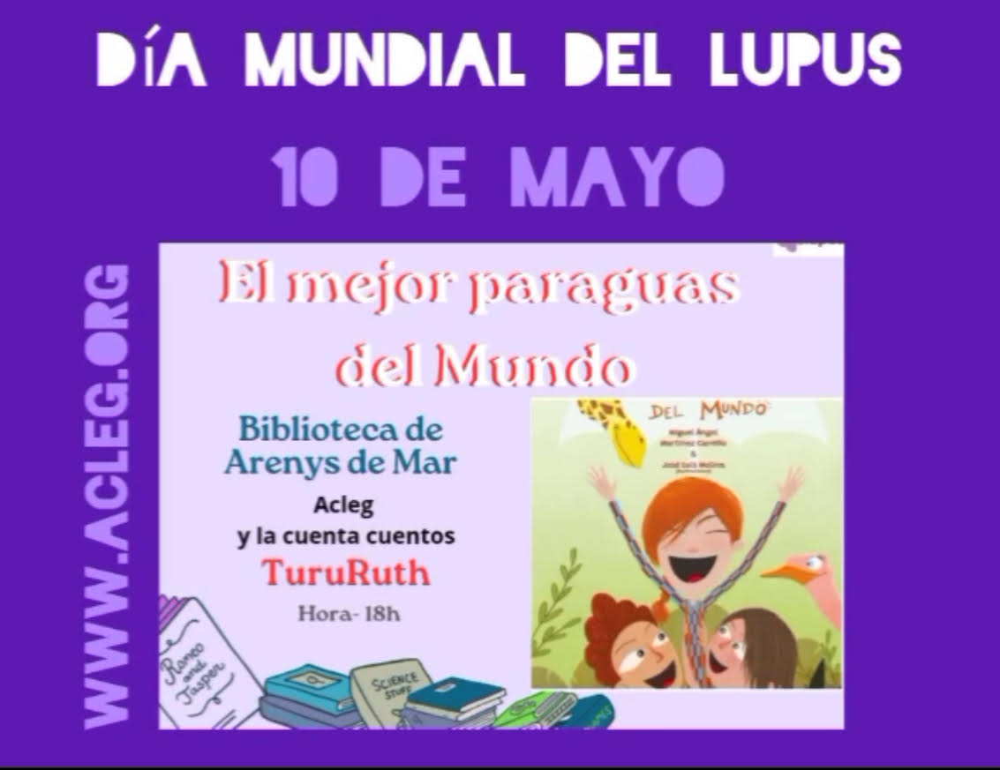 DÍA MUNDIAL DEL LUPUS
10 DE MAYO
WWW.ACLEG.ORG
El mejor paraguas
del Mundo
Biblioteca de
Arenys de Mar
Acleg
y la cuenta cuentos
TuruRuth
Hora- 18h
DEL MUNDO
Miguel Ángel
Martínez Carrillo
&
José Luis Molina
Romeo
and
Jasper
SCIENCE
STUFF